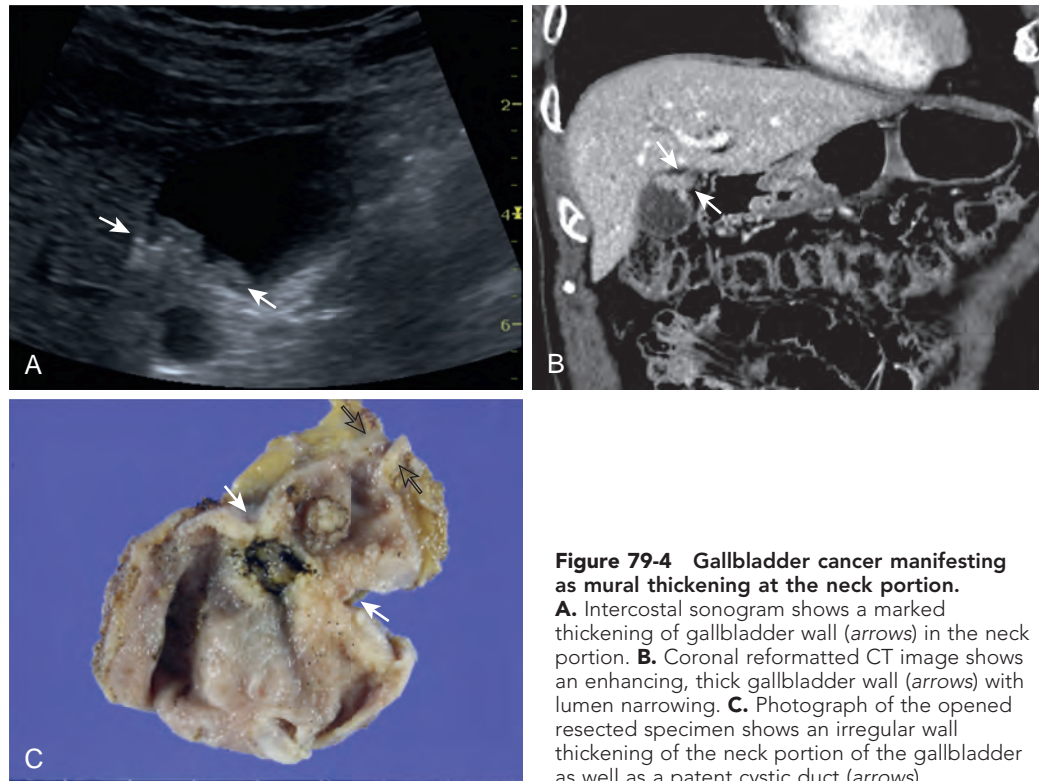 2
4
6
A
B
C
Figure 79-4 Gallbladder cancer manifesting
as mural thickening at the neck portion.
A. Intercostal sonogram shows a marked
thickening of gallbladder wall (arrows) in the neck
portion. B. Coronal reformatted CT image shows
an enhancing, thick gallbladder wall (arrows) with
lumen narrowing. C. Photograph of the opened
resected specimen shows an irregular wall
thickening of the neck portion of the gallbladder
as well as a patent cystic duct (arrows)